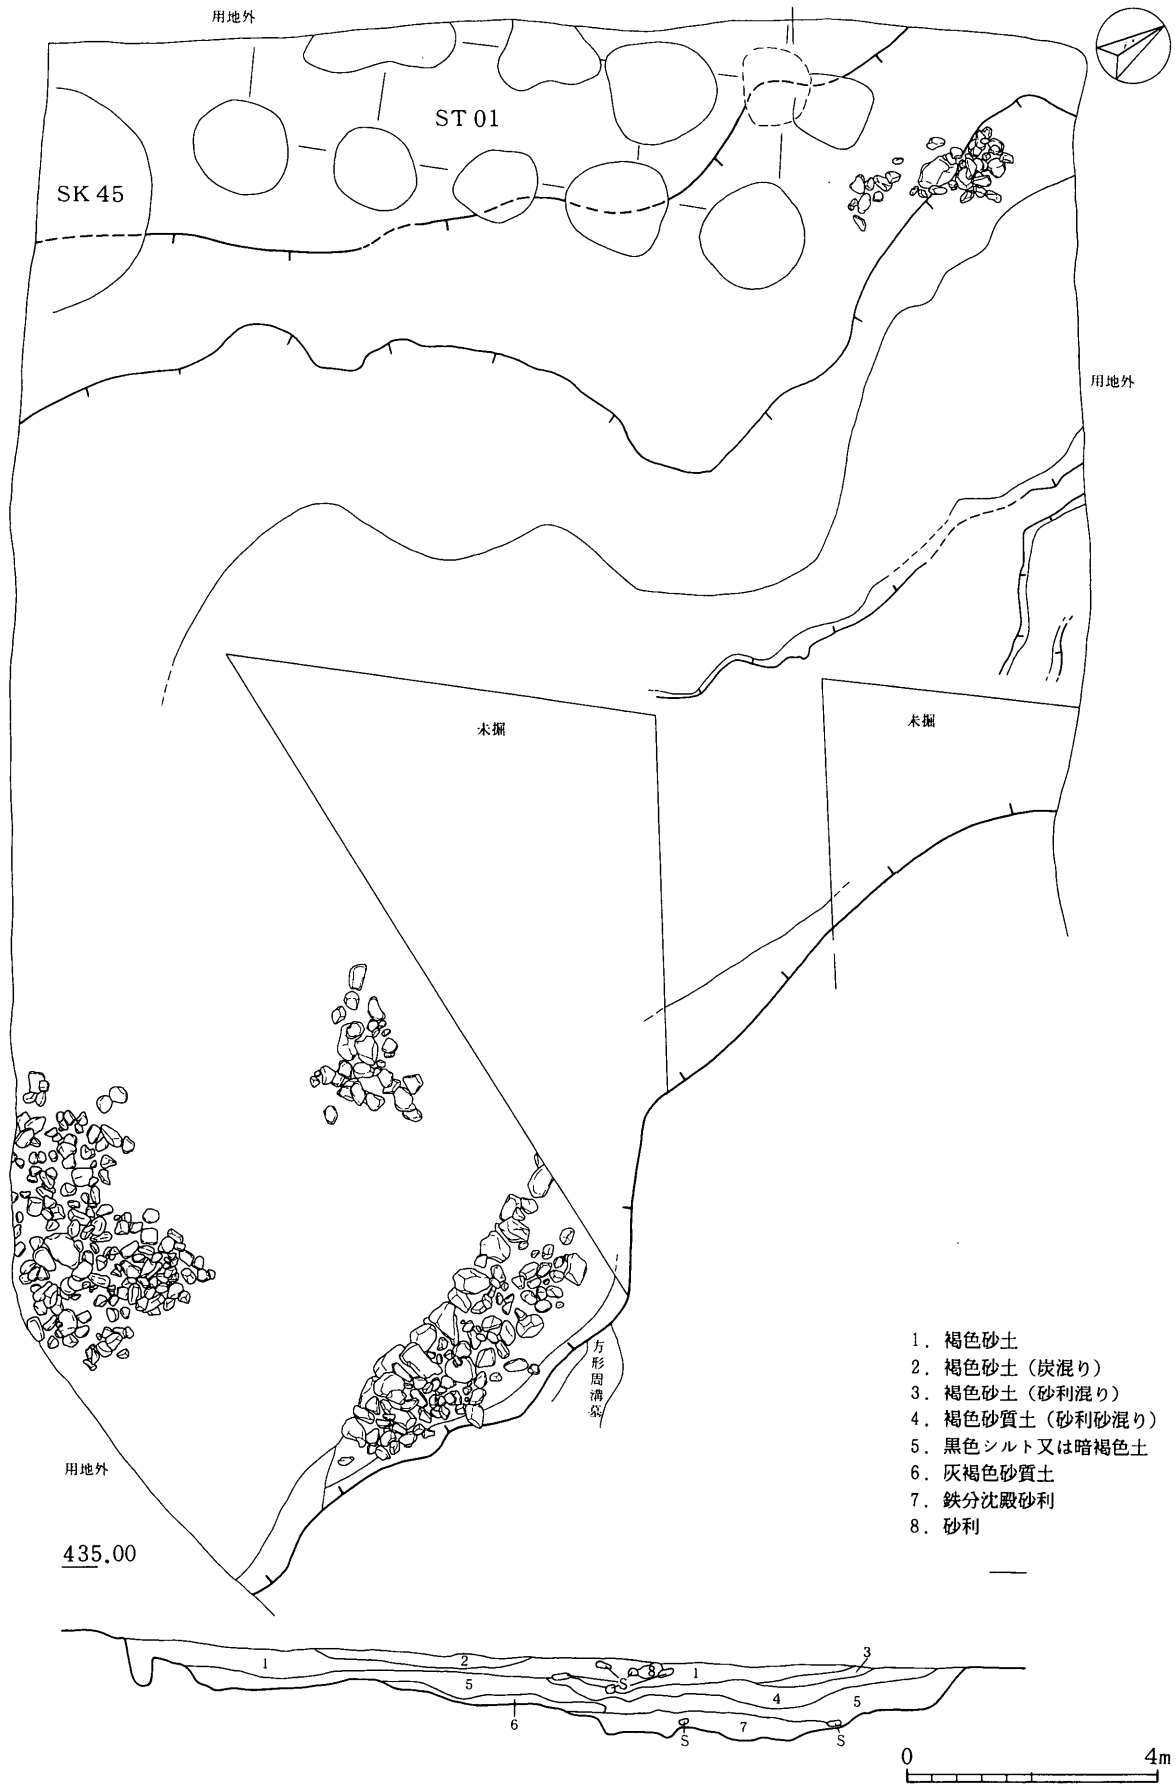 用地外
ST 01
SK 45
用地外
未掘
未掘
方形周溝墓
1. 褐色砂土
2. 褐色砂土（炭混り）
3. 褐色砂土（砂利混り）
4. 褐色砂質土（砂利砂混り）
5. 黒色シルト又は暗褐色土
6. 灰褐色砂質土
7. 鉄分沈殿砂利
8. 砂利
用地外
435.00
1
2
8
1
3
S
5
4
5
6
7
S
S
0
4m